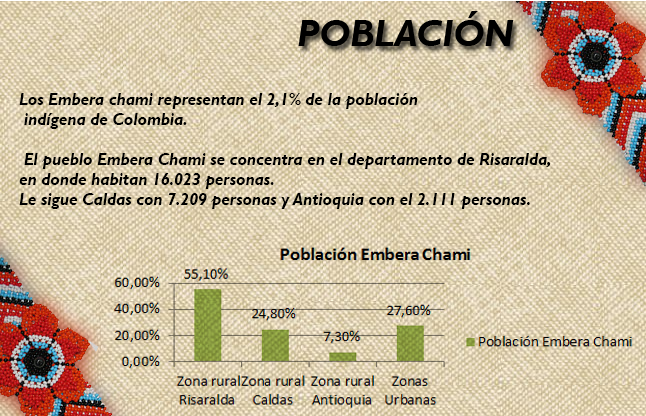 POBLACIÓN
Los Embera chami representan el 2,1% de la población
indígena de Colombia.
El pueblo Embera Chami se concentra en el departamento de Risaralda,
en donde habitan 16.023 personas.
Le sigue Caldas con 7.209 personas y Antioquia con el 2.111 personas.
Población Embera Chami
60,00%
40,00%
20,00%
0,00%
55,10%
24,80%
7,30%
27,60%
Zona rural
Risaralda
Zona rural
Caldas
Zona rural
Antioquia
Zonas
Urbanas
Población Embera Chami